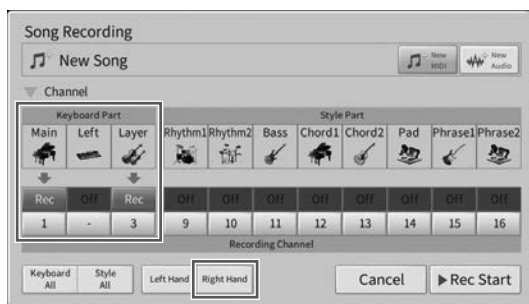 Song Recording
New Song
New MIDI
New Audio
Channel
Keyboard Part
Style Part
Main Left Layer Rhythm1 Rhythm2 Bass Chord1 Chord2 Pad Phrase1 Phrase2
Rec Off Rec Off Off Off Off Off Off Off Off
1 - 3 9 10 11 12 13 14 15 16
Recording Channel
Keyboard All
Style All
Left Hand
Right Hand
Cancel
Rec Start